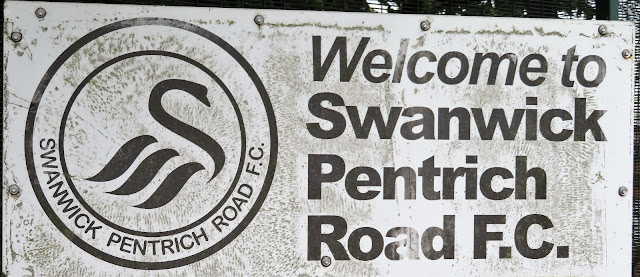 SWANWICK PENTRICH ROAD F.C.
Welcome to
Swanwick
Pentrich
Road F.C.